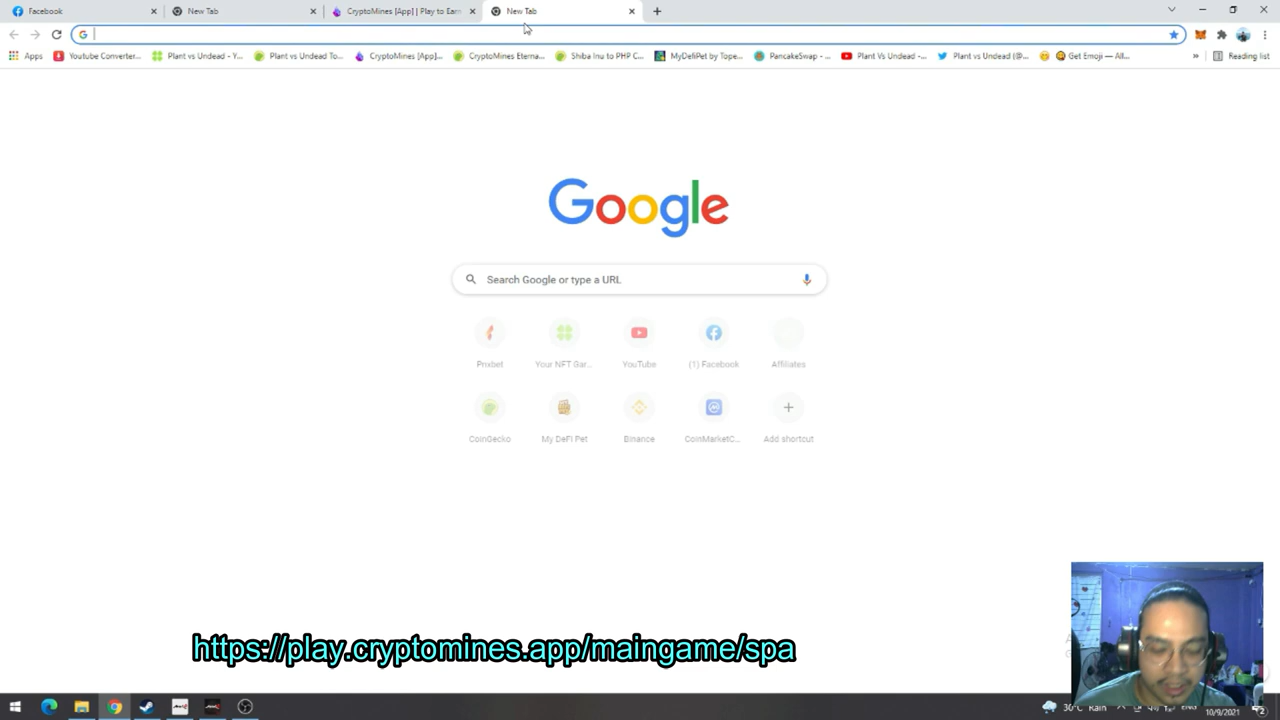 Facebook
New Tab
CryptoMines [App] | Play to Earn
New Tab
Apps
Youtube Converter...
Plant vs Undead - Y...
Plant vs Undead To...
CryptoMines [App]...
CryptoMines Eterna...
Shiba Inu to PHP C...
MyDefiPet by Tope...
PancakeSwap - ...
Plant Vs Undead -...
Plant vs Undead (@...
Get Emoji — All...
»
Reading list
Google
Search Google or type a URL
Prixbet
Your NFT Gar...
YouTube
(1) Facebook
Affiliates
CoinGecko
My DeFi Pet
Binance
CoinMarketC...
Add shortcut
https://play.cryptomines.app/maingame/spa
30°C Rain
ENG
10/9/2021
2